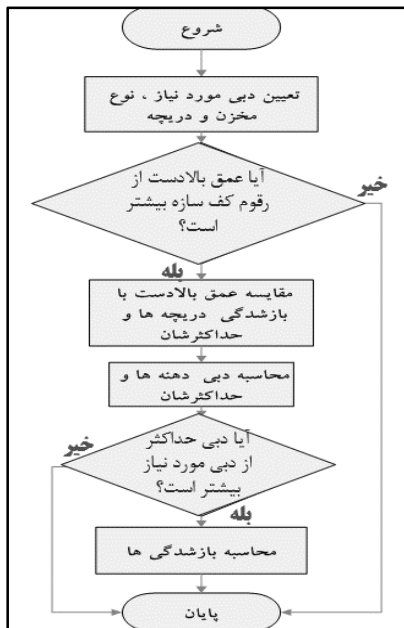 شروع
تعیین دبی مورد نیاز ، نوع
مخزن و دریچه
آیا عمق بالادست از
رقوم کف سازه بیشتر
است؟
خیر
بله
مقایسه عمق بالادست با
بازشدگی دریچه ها و
حداکثرشان
محاسبه دبی دهنه ها و
حداکثرشان
آیا دبی حداکثر
از دبی مورد نیاز
بیشتر است؟
خیر
بله
محاسبه بازشدگی ها
پایان